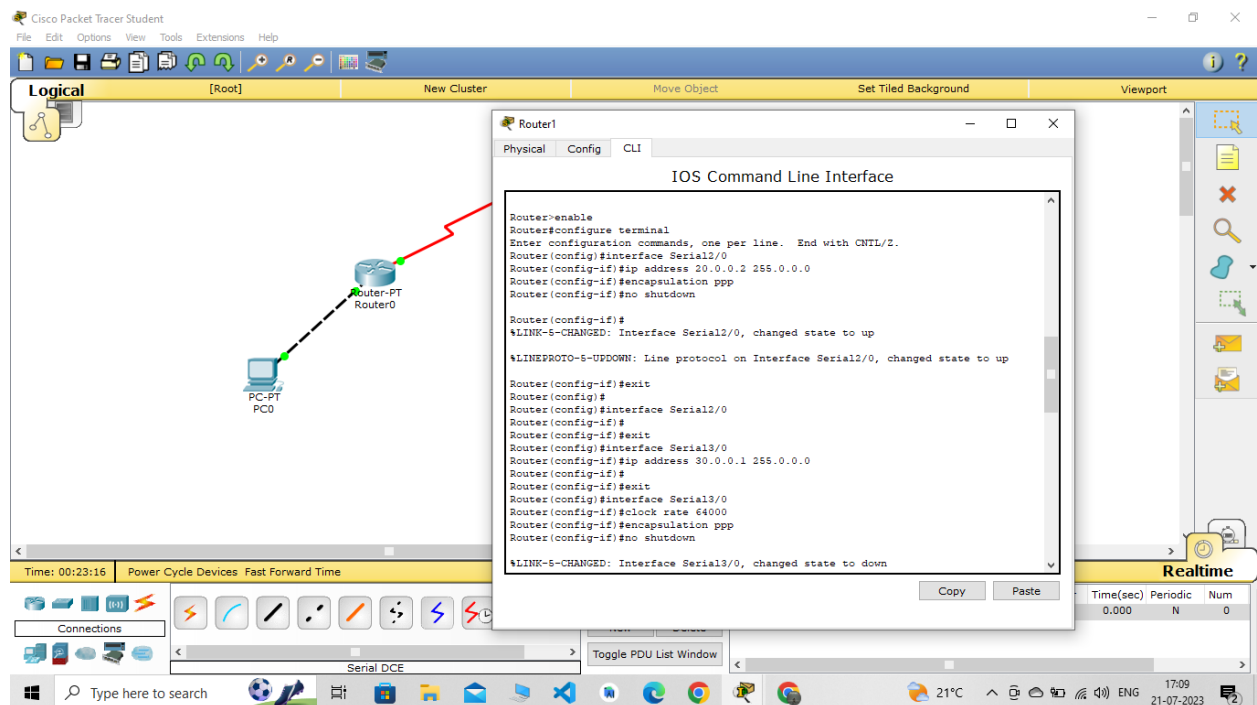 Cisco Packet Tracer Student
File Edit Options View Tools Extensions Help
Logical [Root] New Cluster Move Object Set Tiled Background Viewport
Router1
Physical Config CLI
IOS Command Line Interface
Router>enable
Router#configure terminal
Enter configuration commands, one per line.  End with CNTL/Z.
Router(config)#interface Serial2/0
Router(config-if)#ip address 20.0.0.2 255.0.0.0
Router(config-if)#encapsulation ppp
Router(config-if)#no shutdown
Router(config-if)#
%LINK-5-CHANGED: Interface Serial2/0, changed state to up
%LINEPROTO-5-UPDOWN: Line protocol on Interface Serial2/0, changed state to up
Router(config-if)#exit
Router(config)#
Router(config)#interface Serial2/0
Router(config-if)#
Router(config-if)#exit
Router(config)#interface Serial3/0
Router(config-if)#ip address 30.0.0.1 255.0.0.0
Router(config-if)#
Router(config-if)#exit
Router(config)#interface Serial3/0
Router(config-if)#clock rate 64000
Router(config-if)#encapsulation ppp
Router(config-if)#no shutdown
%LINK-5-CHANGED: Interface Serial3/0, changed state to down
Copy Paste
Router-PT
Router0
PC-PT
PC0
Time: 00:23:16 Power Cycle Devices Fast Forward Time Realtime
Connections
Serial DCE
Toggle PDU List Window
Time(sec) Periodic Num
0.000 N 0
Type here to search
21°C ENG 17:09
21-07-2023
2